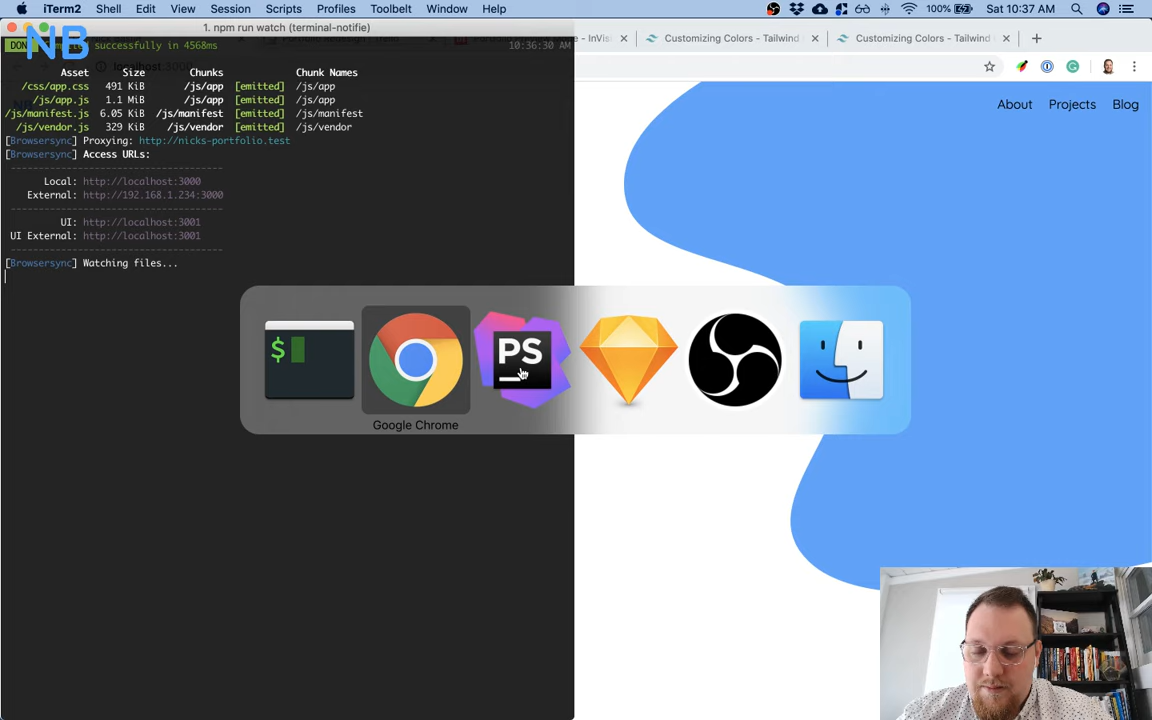 iTerm2 Shell Edit View Session Scripts Profiles Toolbelt Window Help 100% Sat 10:37 AM
1. npm run watch (terminal-notifie)
DON successfully in 4568ms 10:36:30 AM
NB
- InVis Customizing Colors - Tailwind Customizing Colors - Tailwind
Asset Size Chunks Chunk Names
/css/app.css 491 KiB /js/app [emitted] /js/app
/js/app.js 1.1 MiB /js/app [emitted] /js/app
/js/manifest.js 6.05 KiB /js/manifest [emitted] /js/manifest
/js/vendor.js 329 KiB /js/vendor [emitted] /js/vendor
[Browsersync] Proxying: http://nicks-portfolio.test
[Browsersync] Access URLs:
Local: http://localhost:3000
External: http://192.168.1.234:3000
UI: http://localhost:3001
UI External: http://localhost:3001
[Browsersync] Watching files...
About Projects Blog
$
PS
Google Chrome